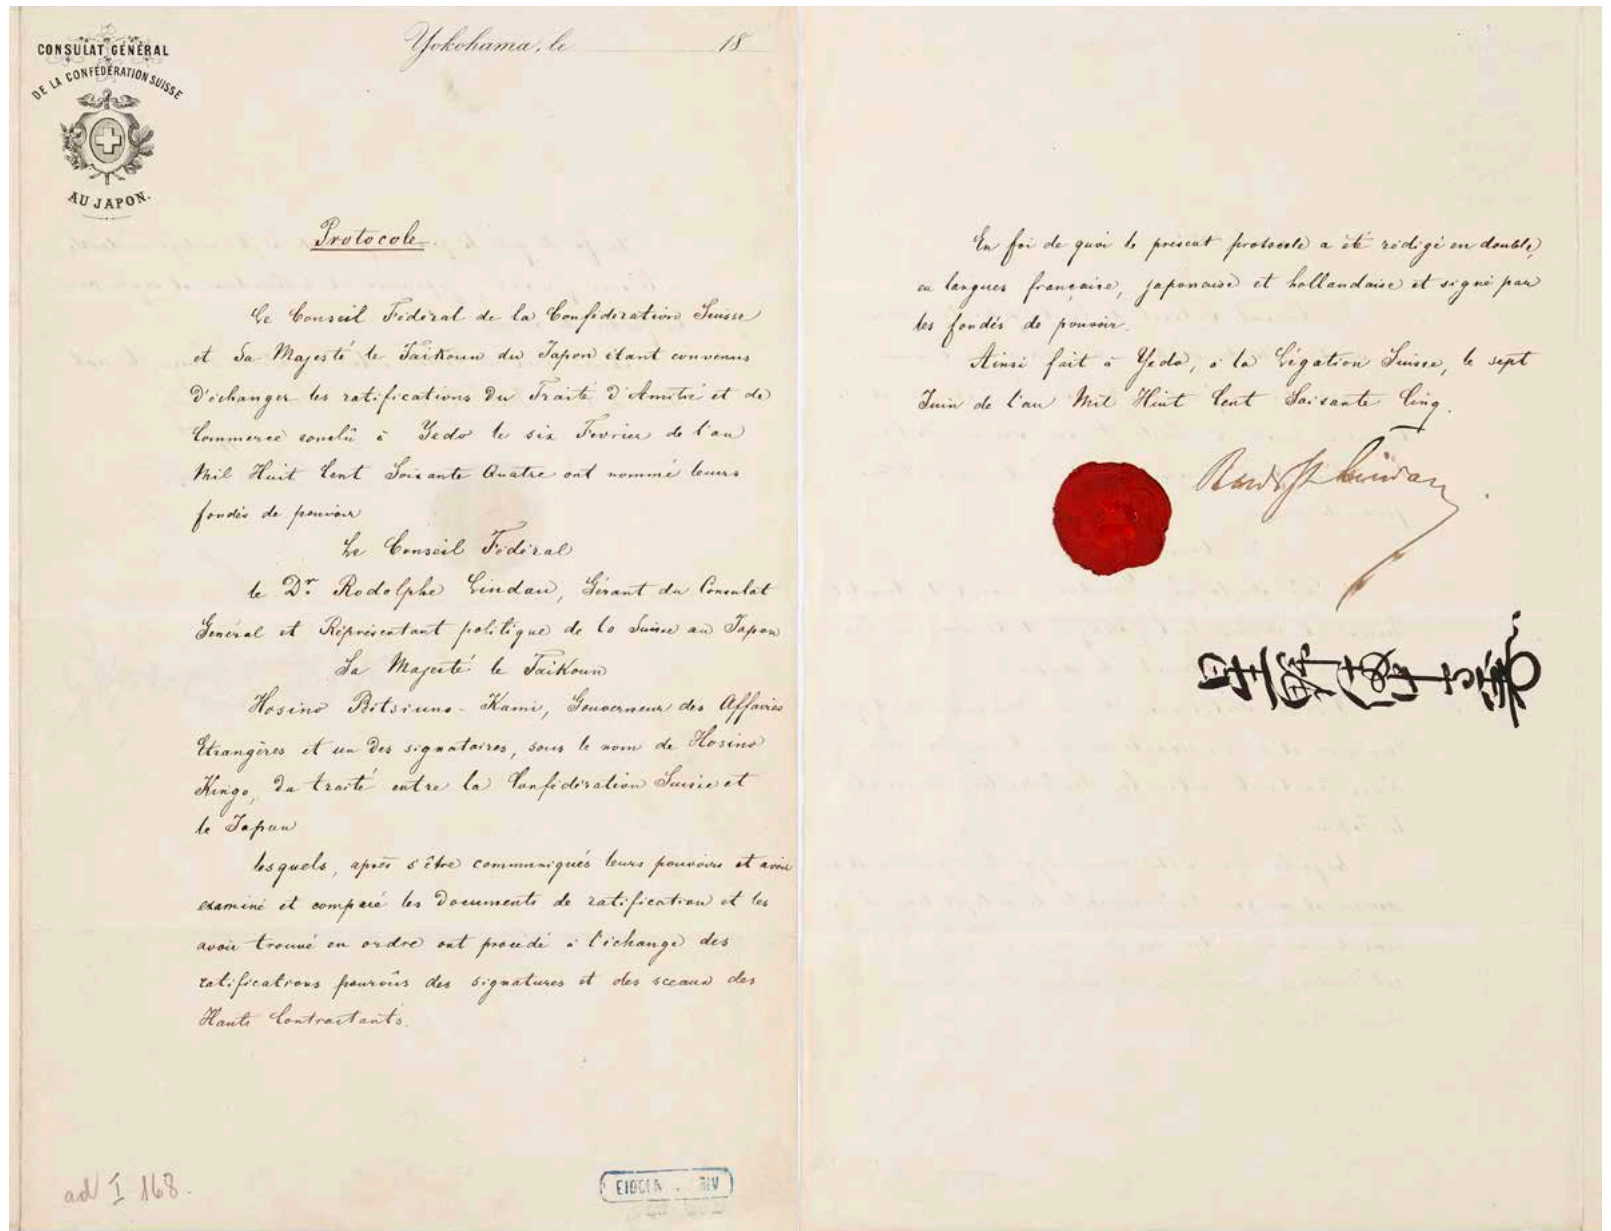 CONSULAT GÉNÉRAL
DE LA CONFÉDÉRATION SUISSE
AU JAPON.
Yokohama, le 18
Protocole.
Le Conseil Fédéral de la Confédération Suisse
et Sa Majesté le Taïkoun du Japon étant convenus
d'échanger les ratifications du Traité d'Amitié et de
Commerce conclû à Yedo le six Fevrier de l'an
Mil Huit Cent Soixante Quatre ont nommé leurs
fondés de pouvoir
Le Conseil Fédéral
le Dr. Rodolphe Lindau, Gérant du Consulat
Général et Réprésentant politique de la Suisse au Japon
Sa Majesté le Taïkoun
Hosino Bitsiuno-Kami, Gouverneur des Affaires
Etrangères et un des signataires, sous le nom de Hosino
Kingo, du traité entre la Confédération Suisse et
le Japon
lesquels, après s'être communiqués leurs pouvoirs et avoir
examiné et comparé les documents de ratification et les
avoir trouvé en ordre ont procédé à l'échange des
ratifications pourvûs des signatures et des sceaux des
Hauts Contractants.
ad I 168.
En foi de quoi le présent protocole a été rédigé en double,
en langues française, japonaise et hollandaise et signé par
les fondés de pouvoir.
Ainsi fait à Yedo, à la Légation Suisse, le sept
Juin de l'an Mil Huit Cent Soixante Cinq.
Lindau